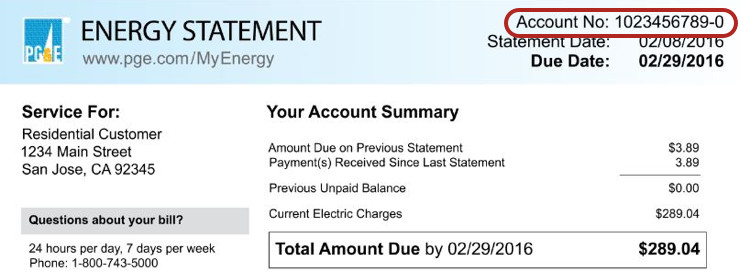 PG&E
ENERGY STATEMENT
www.pge.com/MyEnergy
Account No: 1023456789-0
Statement Date: 02/08/2016
Due Date: 02/29/2016
Service For:
Residential Customer
1234 Main Street
San Jose, CA 92345
Questions about your bill?
24 hours per day, 7 days per week
Phone: 1-800-743-5000
Your Account Summary
Amount Due on Previous Statement $3.89
Payment(s) Received Since Last Statement 3.89
Previous Unpaid Balance $0.00
Current Electric Charges $289.04
Total Amount Due by 02/29/2016 $289.04